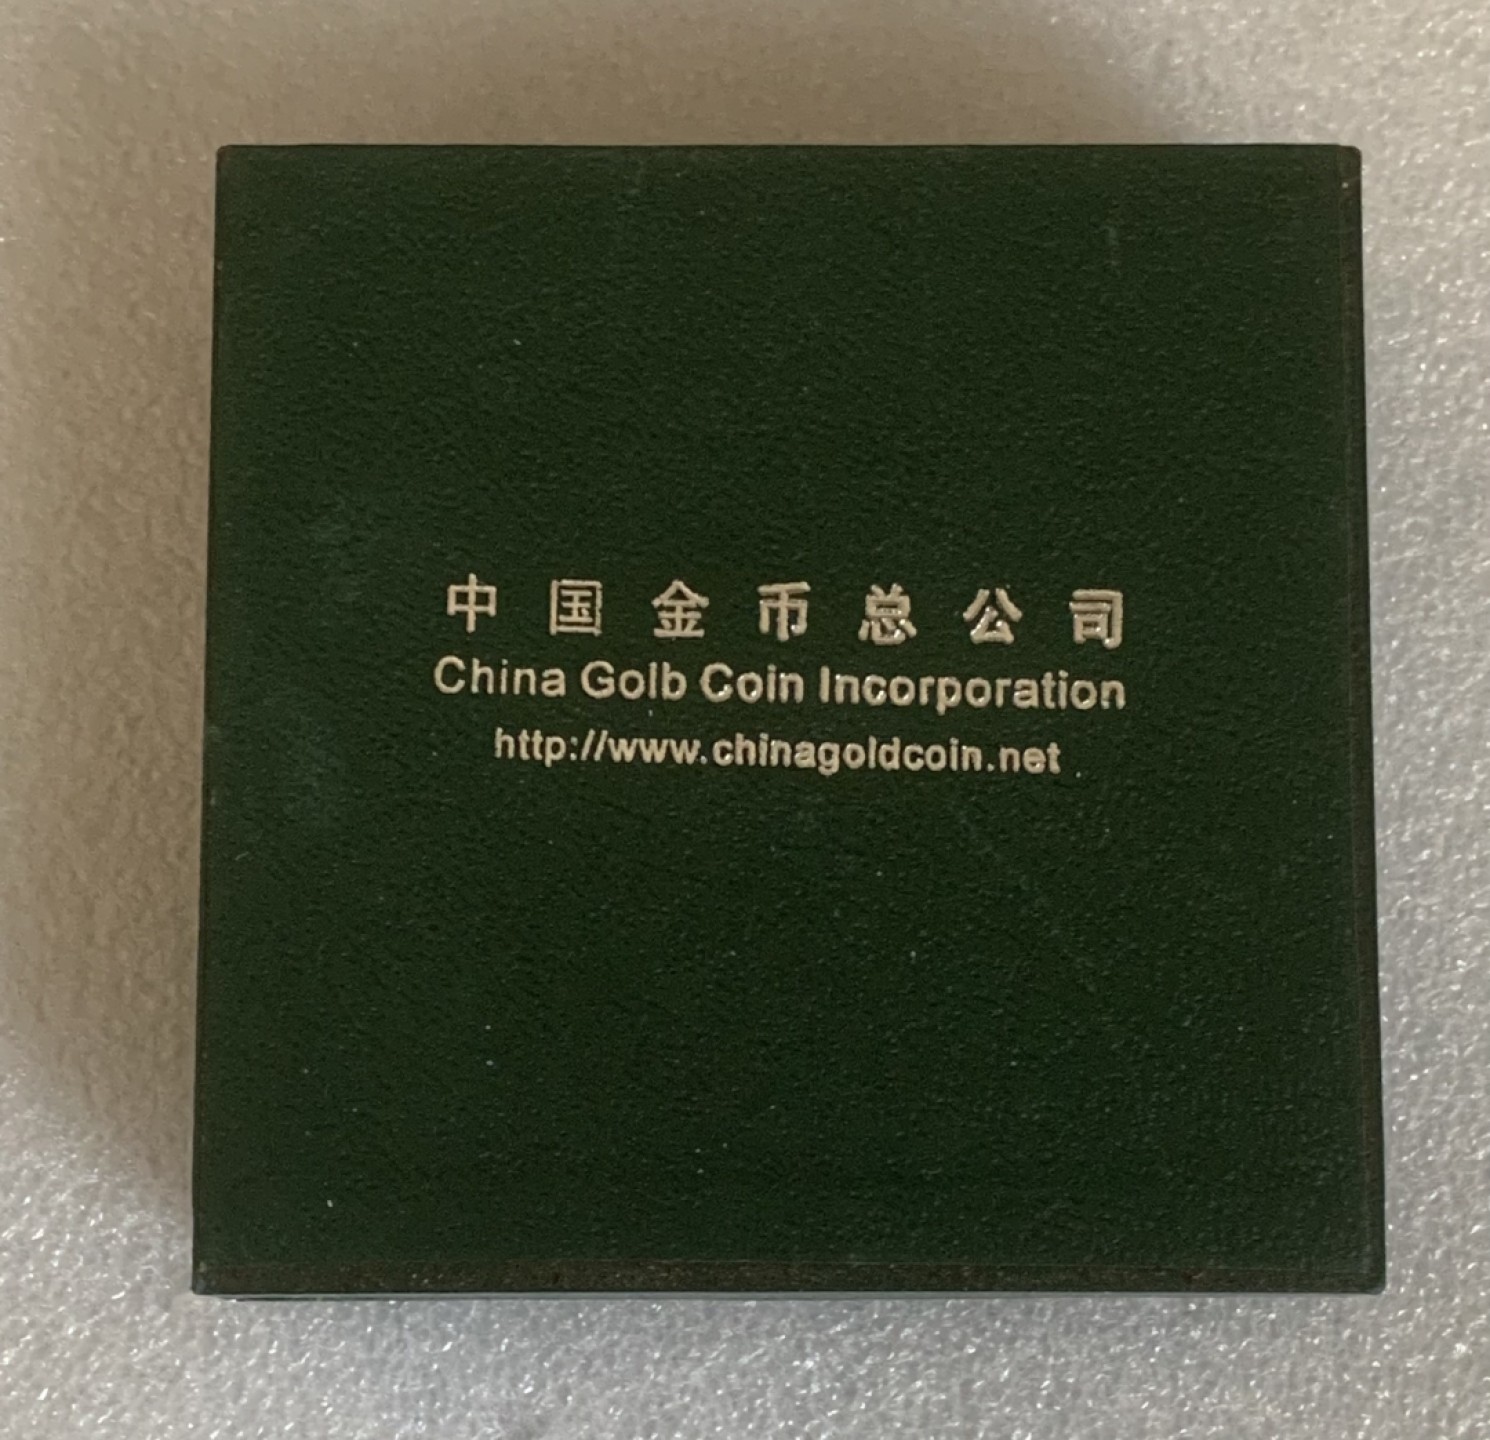 中国金币总公司
China Golb Coin Incorporation
http://www.chinagoldcoin.net